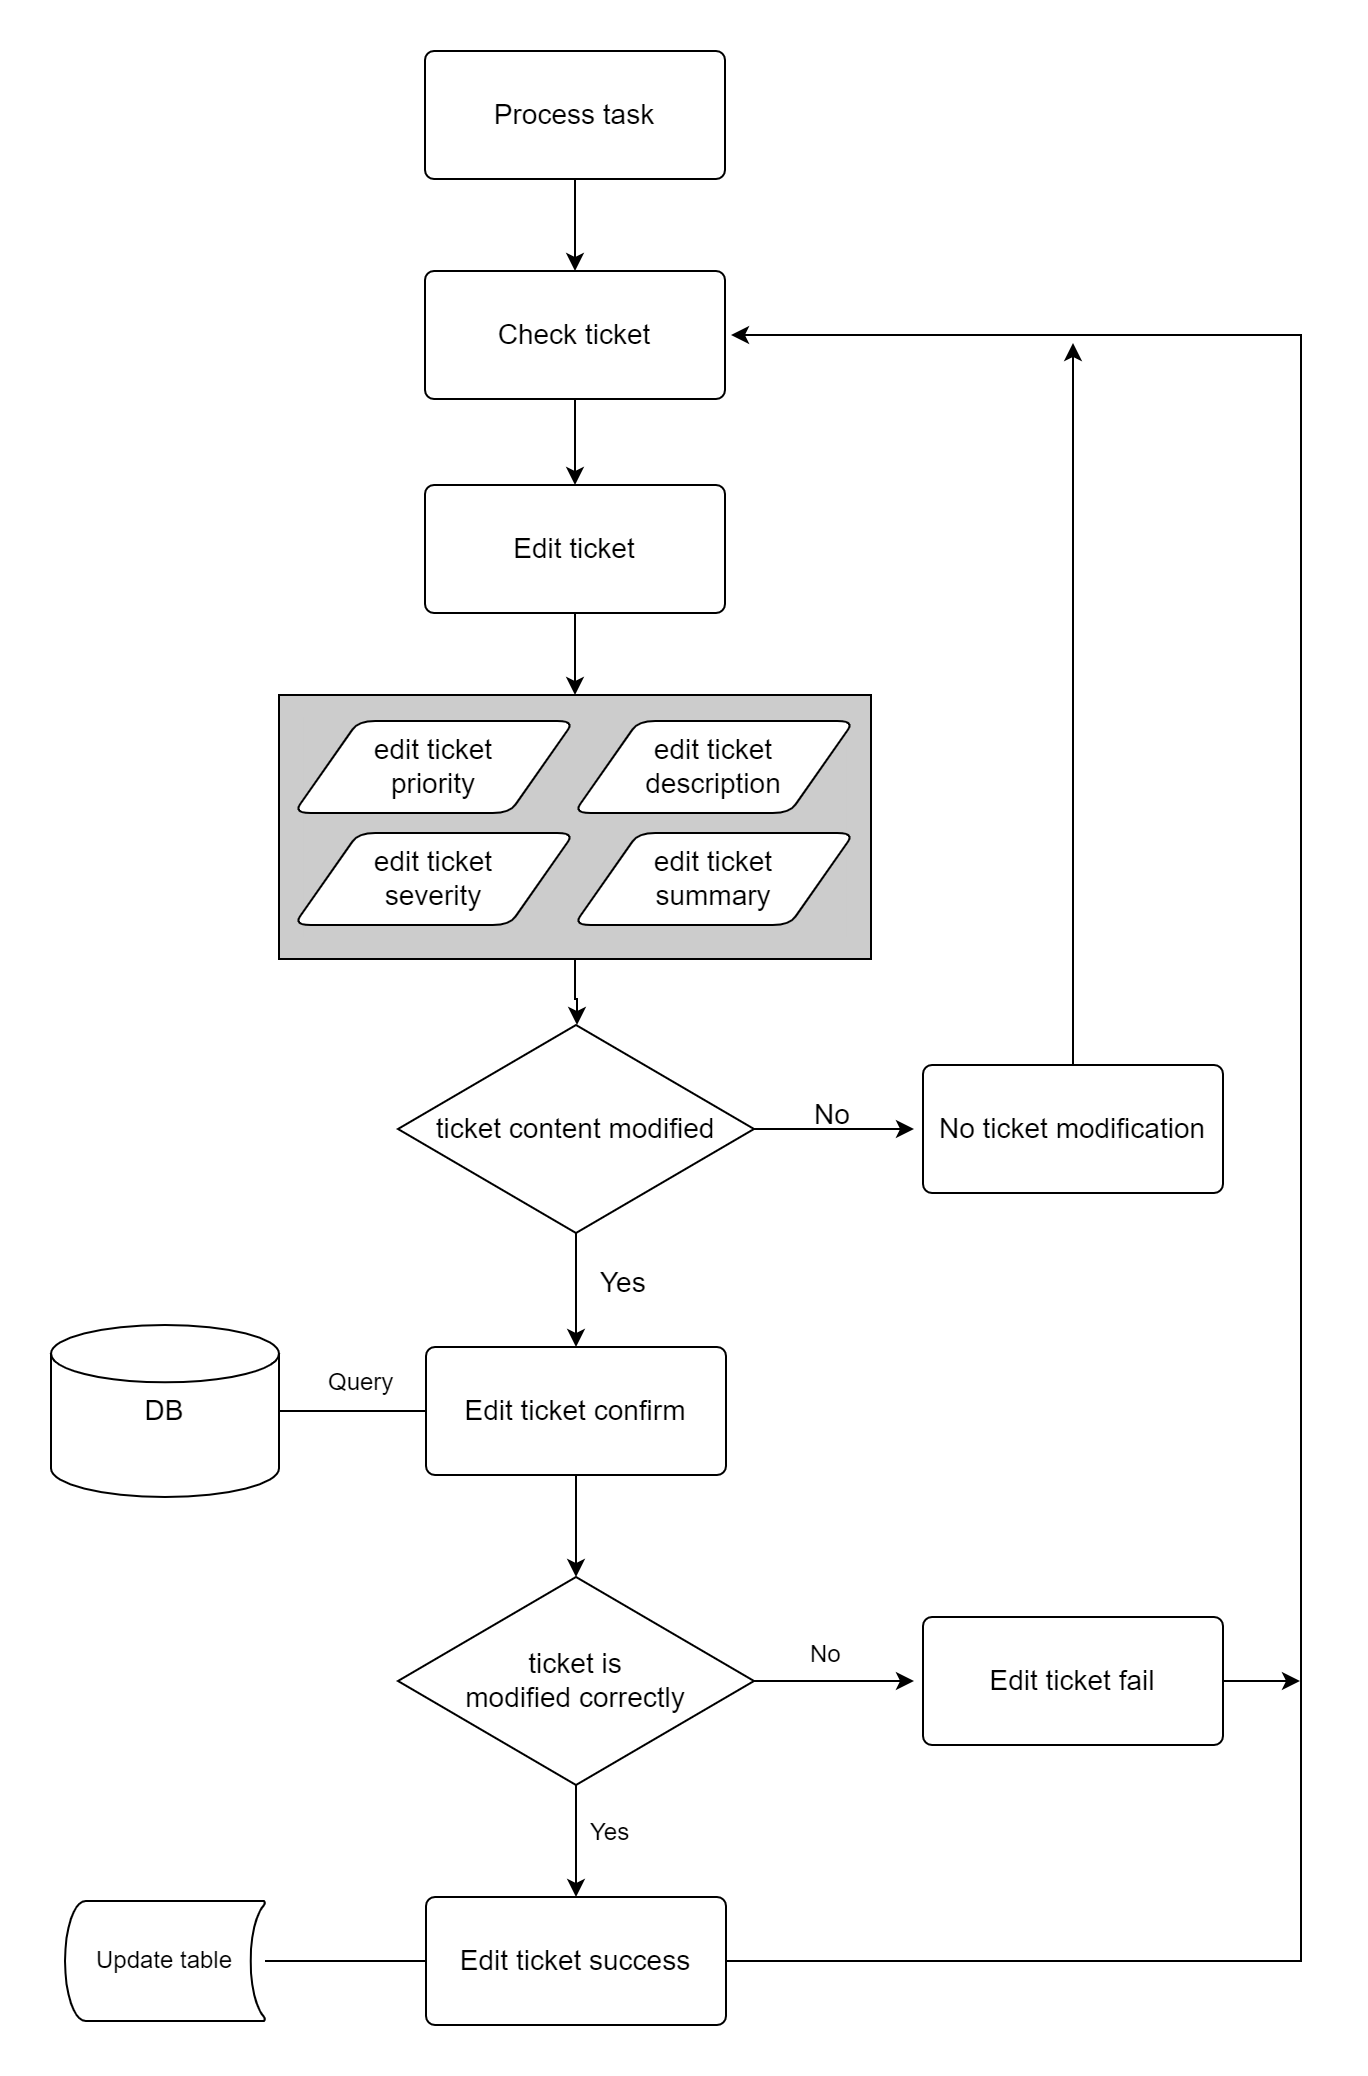 Process task
Check ticket
Edit ticket
edit ticket
priority
edit ticket
description
edit ticket
severity
edit ticket
summary
ticket content modified
No
No ticket modification
Yes
DB
Query
Edit ticket confirm
ticket is
modified correctly
No
Edit ticket fail
Yes
Update table
Edit ticket success